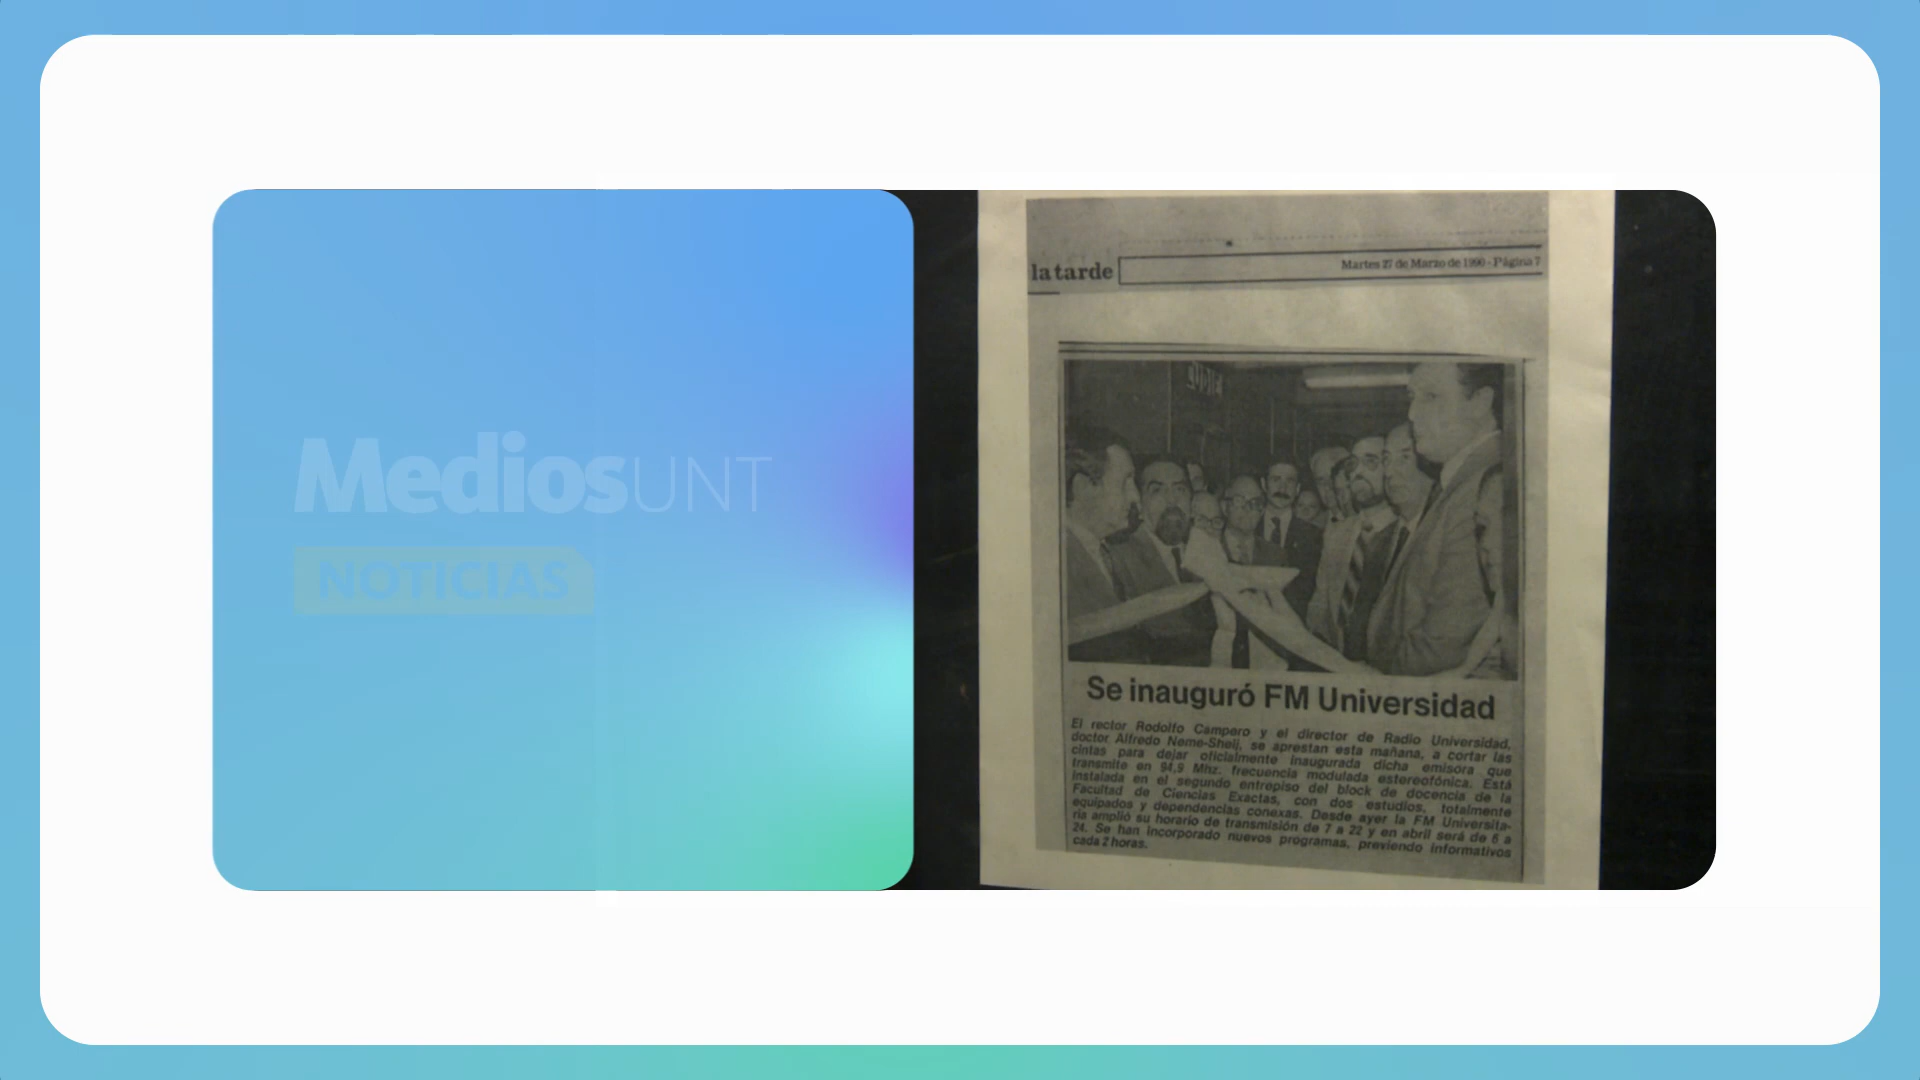 MediosUNT
NOTICIAS
la tarde
Martes 27 de Marzo de 1990 - Página 7
Se inauguró FM Universidad
El rector Rodolfo Campero y el director de Radio Universidad,
doctor Alfredo Neme-Sheij, se aprestan esta mañana, a cortar las
cintas para dejar oficialmente inaugurada dicha emisora que
transmite en 94,9 Mhz. frecuencia modulada estereofónica. Está
instalada en el segundo entrepiso del block de docencia de la
Facultad de Ciencias Exactas, con dos estudios, totalmente
equipados y dependencias conexas. Desde ayer la FM Universita-
ria amplió su horario de transmisión de 7 a 22 y en abril será de 6 a
24. Se han incorporado nuevos programas, previendo informativos
cada 2 horas.